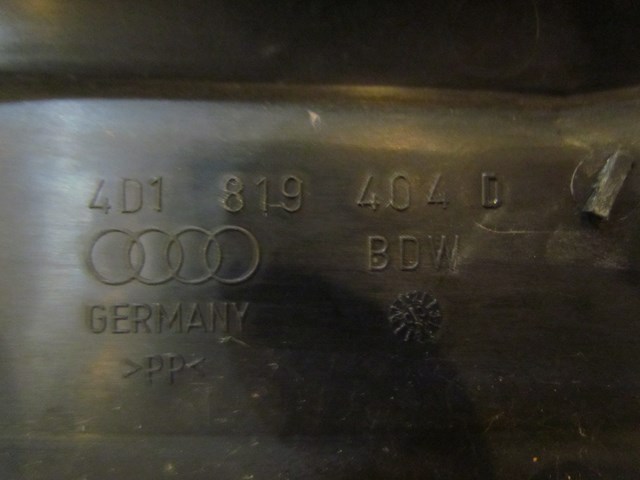 4D1 819 404 D
BDW
GERMANY
>PP<